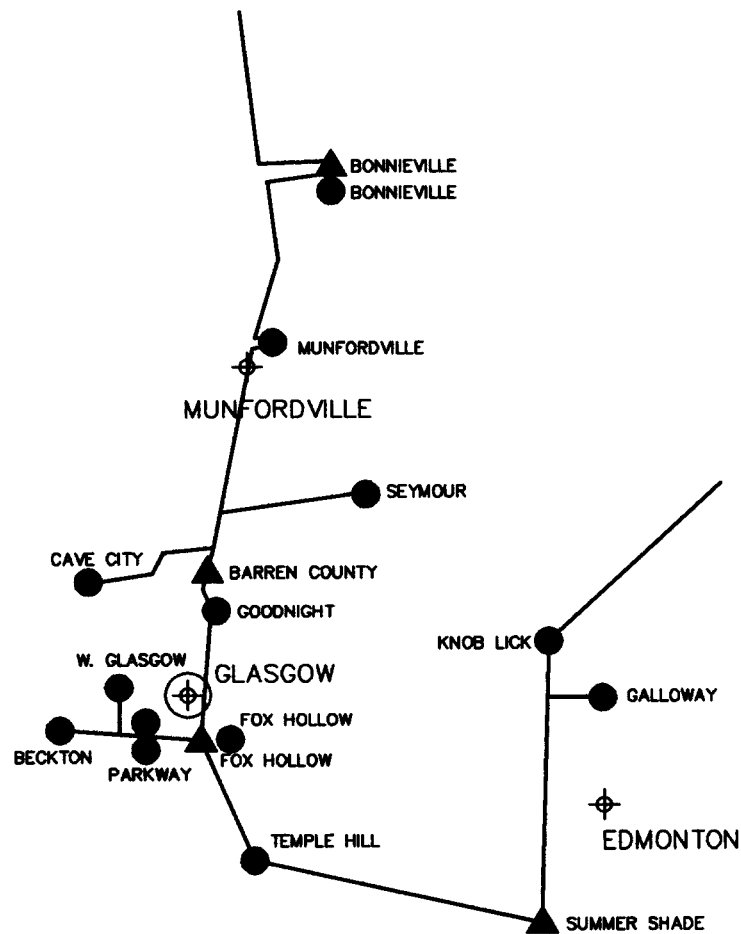 BONNIEVILLE
BONNIEVILLE
MUNFORDVILLE
MUNFORDVILLE
SEYMOUR
CAVE CITY
BARREN COUNTY
GOODNIGHT
KNOB LICK
W. GLASGOW
GLASGOW
GALLOWAY
FOX HOLLOW
BECKTON
FOX HOLLOW
PARKWAY
TEMPLE HILL
EDMONTON
SUMMER SHADE